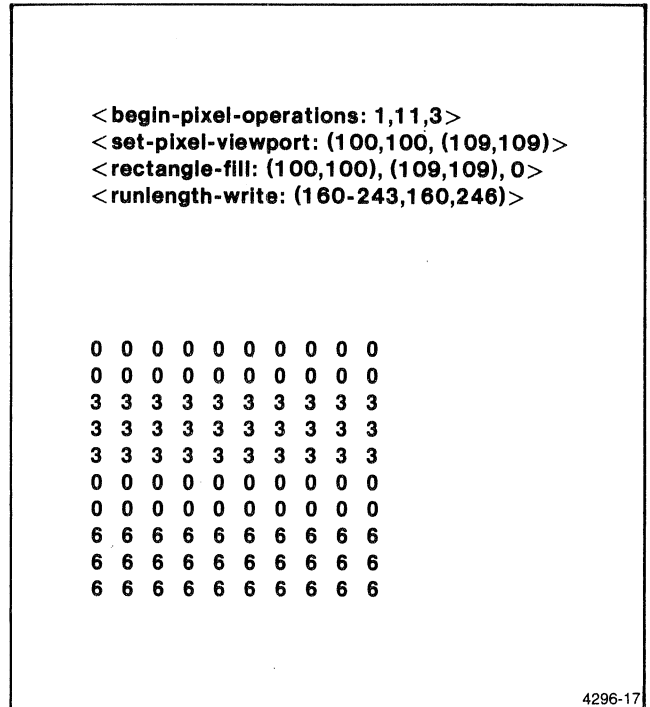 <begin-pixel-operations: 1,11,3>
<set-pixel-viewport: (100,100, (109,109)>
<rectangle-fill: (100,100), (109,109), 0>
<runlength-write: (160-243,160,246)>
0 0 0 0 0 0 0 0 0 0
0 0 0 0 0 0 0 0 0 0
3 3 3 3 3 3 3 3 3 3
3 3 3 3 3 3 3 3 3 3
3 3 3 3 3 3 3 3 3 3
0 0 0 0 0 0 0 0 0 0
0 0 0 0 0 0 0 0 0 0
6 6 6 6 6 6 6 6 6 6
6 6 6 6 6 6 6 6 6 6
6 6 6 6 6 6 6 6 6 6
4296-17